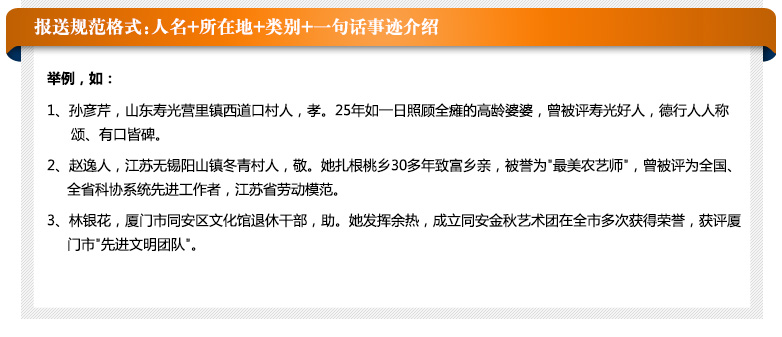 报送规范格式:人名+所在地+类别+一句话事迹介绍
举例，如：
1、孙彦芹，山东寿光营里镇西道口村人，孝。25年如一日照顾全瘫的高龄婆婆，曾被评寿光好人，德行人人称
颂、有口皆碑。
2、赵逸人，江苏无锡阳山镇冬青村人，敬。她扎根桃乡30多年致富乡亲，被誉为"最美农艺师"，曾被评为全国、
全省科协系统先进工作者，江苏省劳动模范。
3、林银花，厦门市同安区文化馆退休干部，助。她发挥余热，成立同安金秋艺术团在全市多次获得荣誉，获评厦
门市"先进文明团队"。